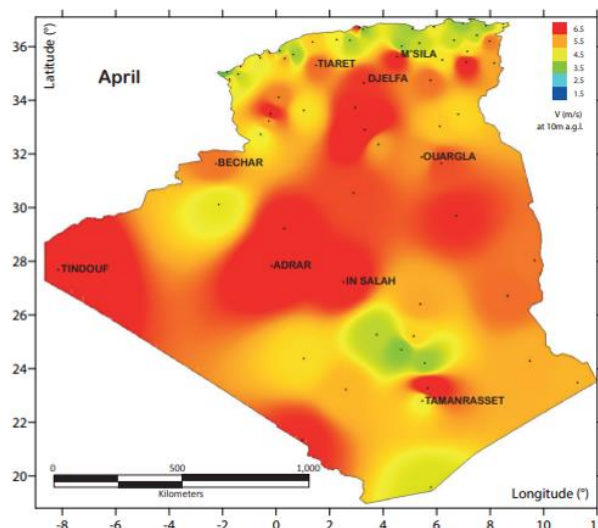 Latitude (°)
36
34
32
30
28
26
24
22
20
April
M'SILA
TIARET
DJELFA
BECHAR
OUARGLA
TINDOUF
ADRAR
IN SALAH
TAMANRASSET
6.5
5.5
4.5
3.5
2.5
1.5
V (m/s)
at 10m a.g.l.
0 500 1,000
Kilometers
Longitude (°)
-8 -6 -4 -2 0 2 4 6 8 10 12